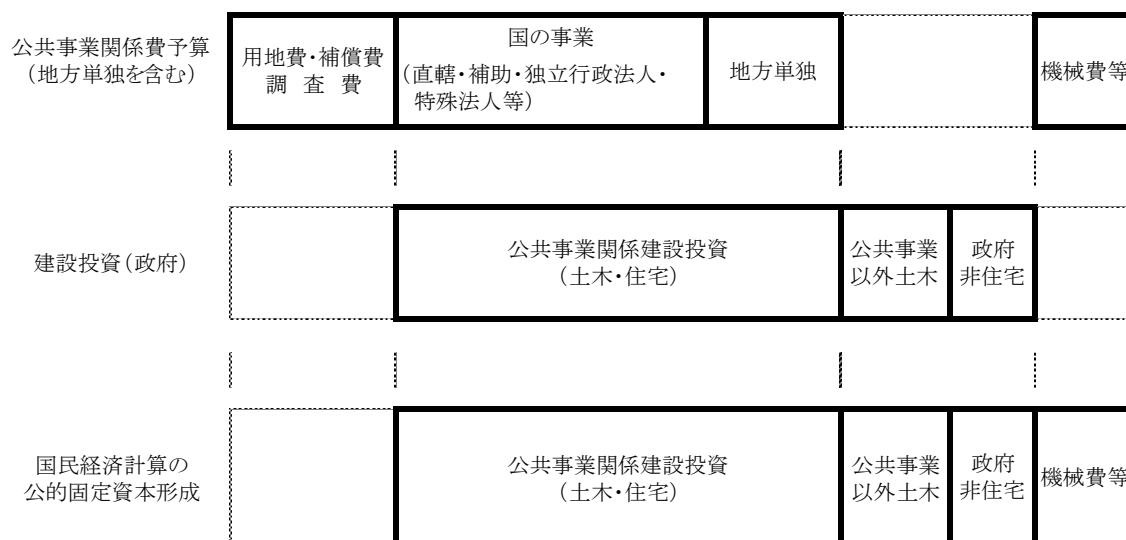 公共事業関係費予算
（地方単独を含む）
用地費・補償費
調 査 費
国の事業
（直轄・補助・独立行政法人・
特殊法人等）
地方単独
機械費等
建設投資（政府）
公共事業関係建設投資
（土木・住宅）
公共事業
以外土木
政府
非住宅
国民経済計算の
公的固定資本形成
公共事業関係建設投資
（土木・住宅）
公共事業
以外土木
政府
非住宅
機械費等